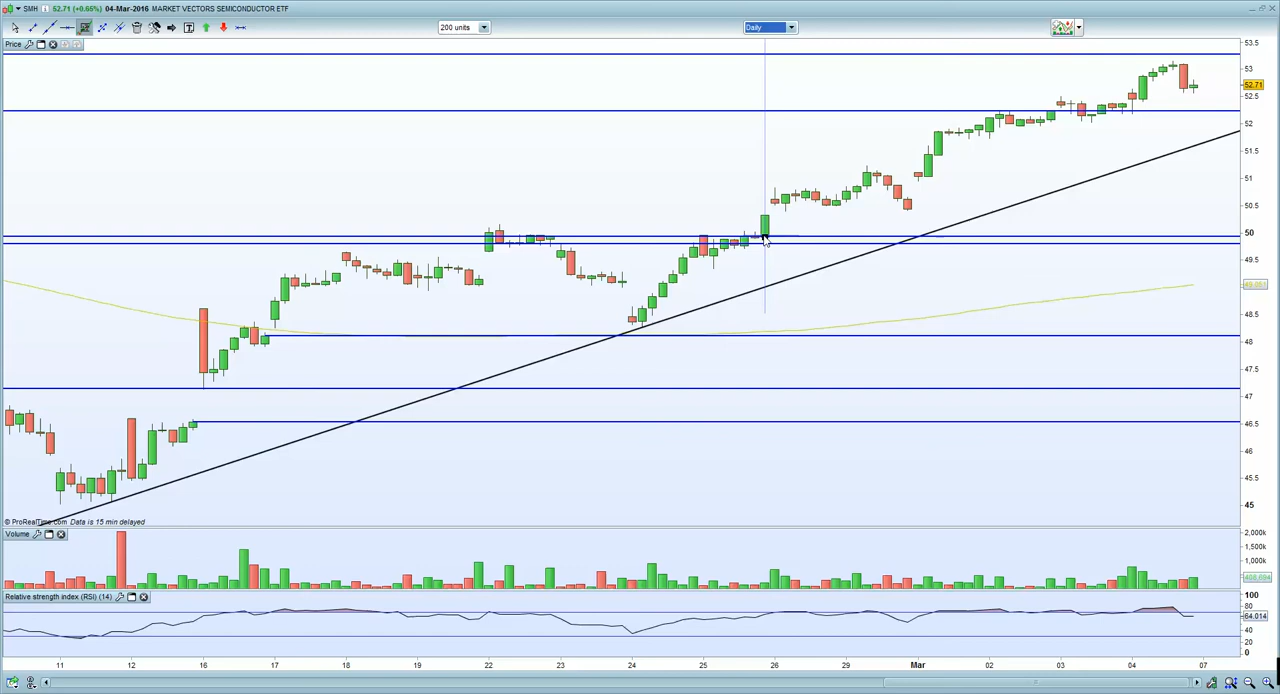 SMH 52.71 (+0.65%) 04-Mar-2016 MARKET VECTORS SEMICONDUCTOR ETF
200 units
Daily
Price
53.5
53
52.71
52.5
52
51.5
51
50.5
50
49.5
48.5
48
47.5
47
46.5
46
45.5
45
© ProRealTime.com Data is 15 min delayed
Volume
2,000k
1,500k
1,000k
Relative strength index (RSI) (14)
100
80
64.014
40
20
0
11 12 16 17 18 19 22 23 24 25 26 29 Mar 02 03 04 07